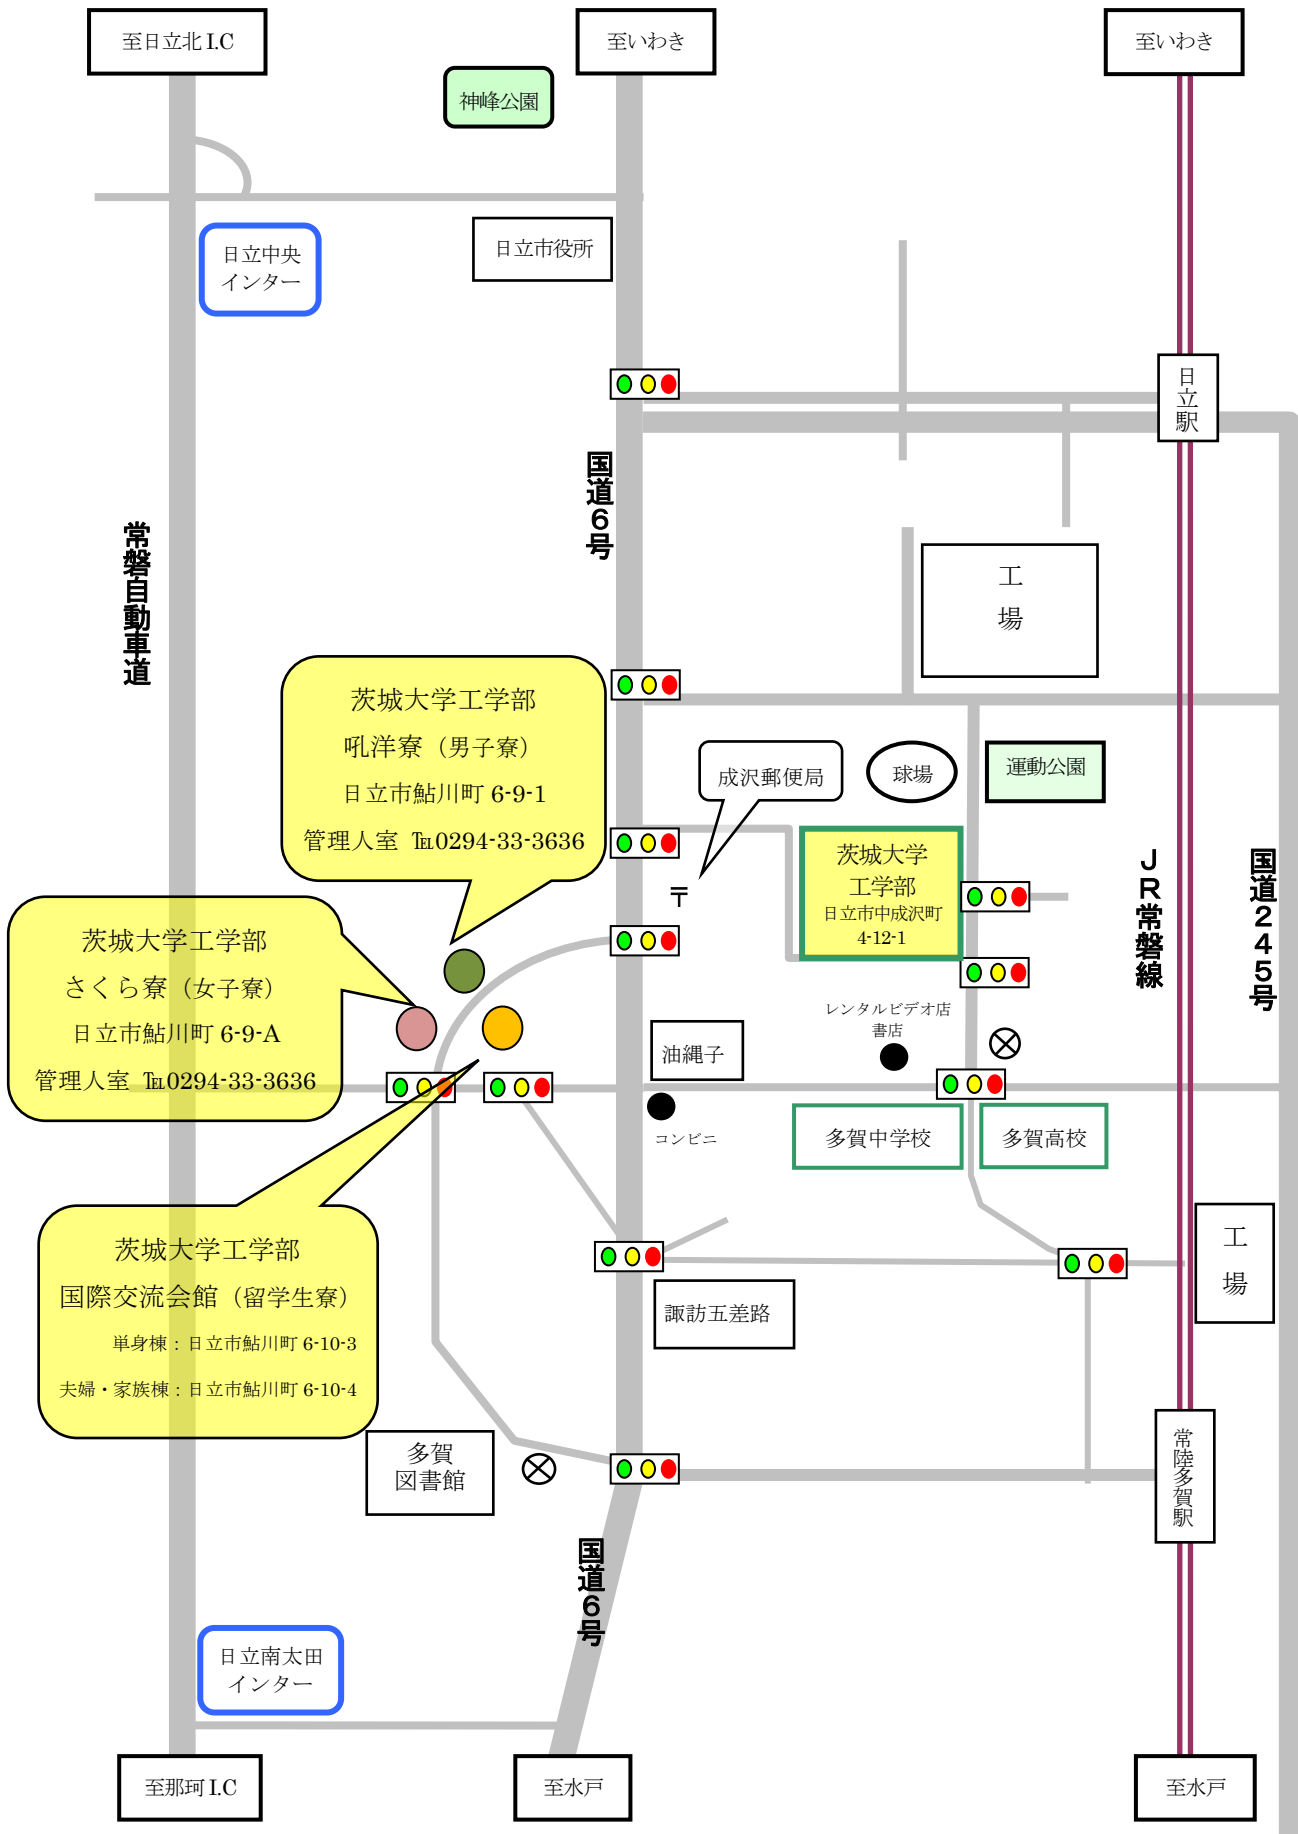 至日立北 I.C
至いわき
至いわき
神峰公園
日立中央
インター
日立市役所
日立駅
国道６号
常磐自動車道
工
場
茨城大学工学部
吼洋寮（男子寮）
日立市鮎川町 6-9-1
管理人室 ℡0294-33-3636
成沢郵便局
球場
運動公園
〒
茨城大学
工学部
日立市中成沢町
4-12-1
ＪＲ常磐線
国道２４５号
茨城大学工学部
さくら寮（女子寮）
日立市鮎川町 6-9-A
管理人室 ℡0294-33-3636
レンタルビデオ店
書店
油縄子
コンビニ
多賀中学校
多賀高校
茨城大学工学部
国際交流会館（留学生寮）
単身棟：日立市鮎川町 6-10-3
夫婦・家族棟：日立市鮎川町 6-10-4
諏訪五差路
工
場
多賀
図書館
常陸多賀駅
国道６号
日立南太田
インター
至那珂 I.C
至水戸
至水戸